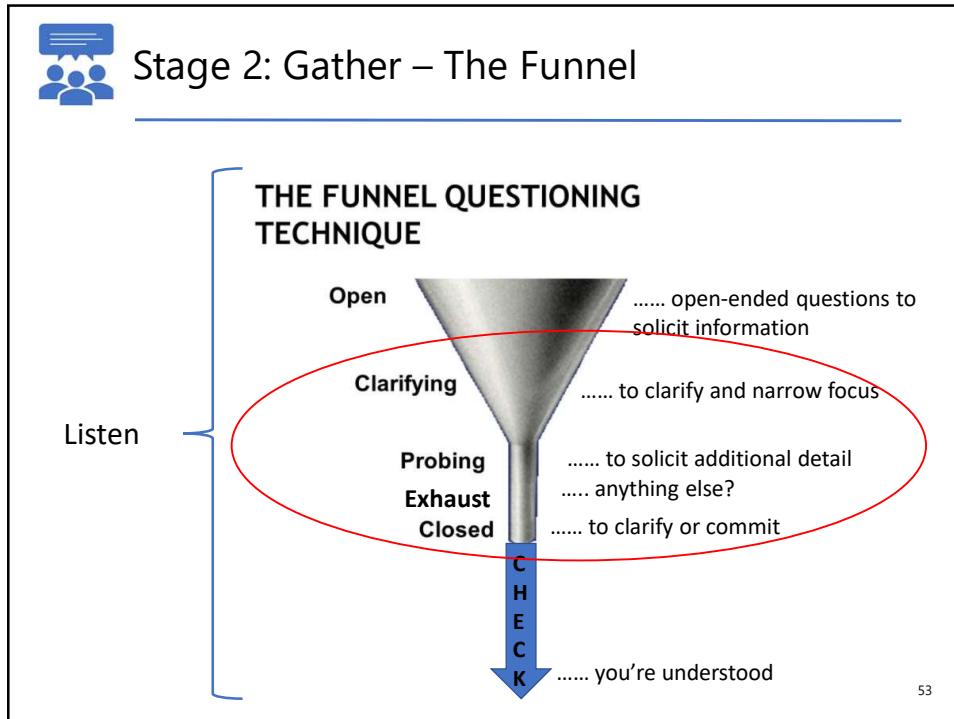 Stage 2: Gather – The Funnel
THE FUNNEL QUESTIONING
TECHNIQUE
Open
…… open-ended questions to
solicit information
Clarifying
…… to clarify and narrow focus
Listen
Probing
…… to solicit additional detail
Exhaust
….. anything else?
Closed
…… to clarify or commit
C
H
E
C
K
…… you’re understood
53